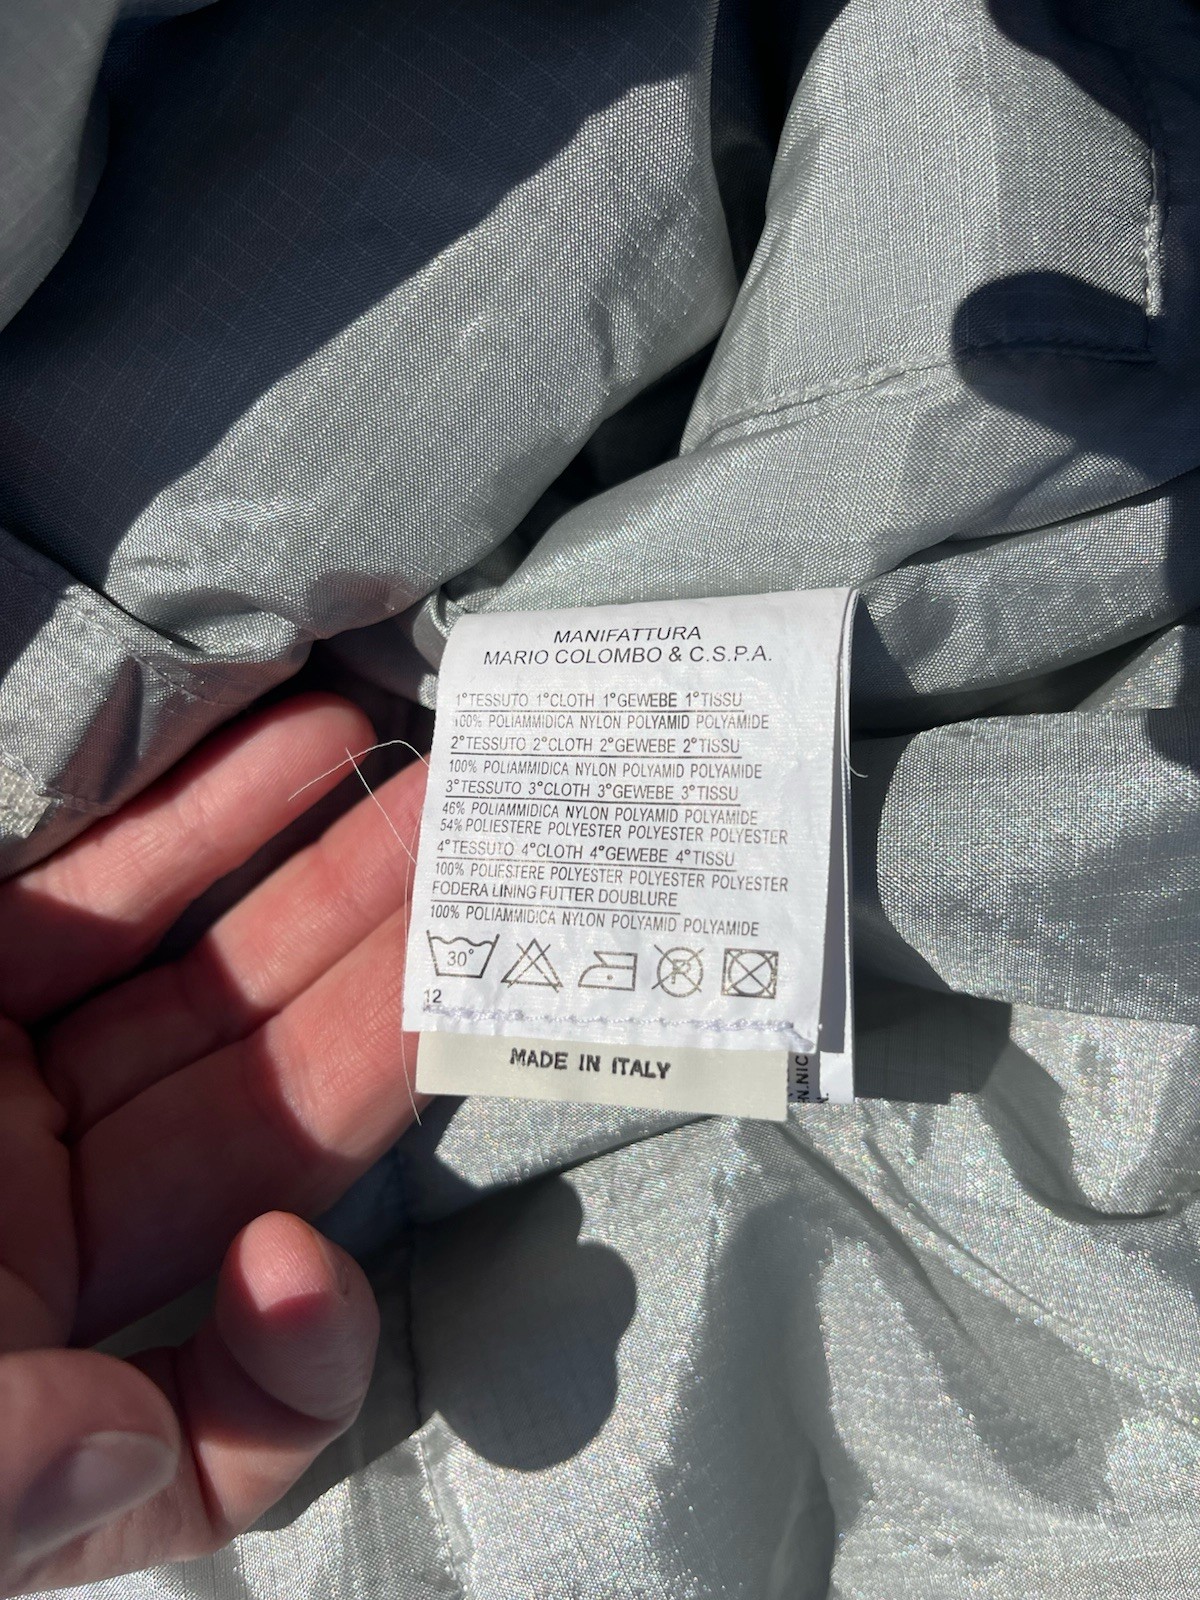 MANIFATTURA
MARIO COLOMBO & C.S.P.A.
1°TESSUTO 1°CLOTH 1°GEWEBE 1°TISSU
100% POLIAMMIDICA NYLON POLYAMID POLYAMIDE
2°TESSUTO 2°CLOTH 2°GEWEBE 2°TISSU
100% POLIAMMIDICA NYLON POLYAMID POLYAMIDE
3°TESSUTO 3°CLOTH 3°GEWEBE 3°TISSU
46% POLIAMMIDICA NYLON POLYAMID POLYAMIDE
54% POLIESTERE POLYESTER POLYESTER POLYESTER
4°TESSUTO 4°CLOTH 4°GEWEBE 4°TISSU
100% POLIESTERE POLYESTER POLYESTER POLYESTER
FODERA LINING FUTTER DOUBLURE
100% POLIAMMIDICA NYLON POLYAMID POLYAMIDE
30° R
12
MADE IN ITALY